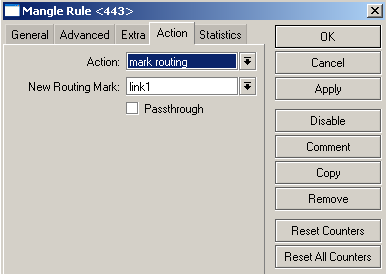 Mangle Rule <443>
General Advanced Extra Action Statistics
Action: mark routing
New Routing Mark: link1
Passthrough
OK
Cancel
Apply
Disable
Comment
Copy
Remove
Reset Counters
Reset All Counters